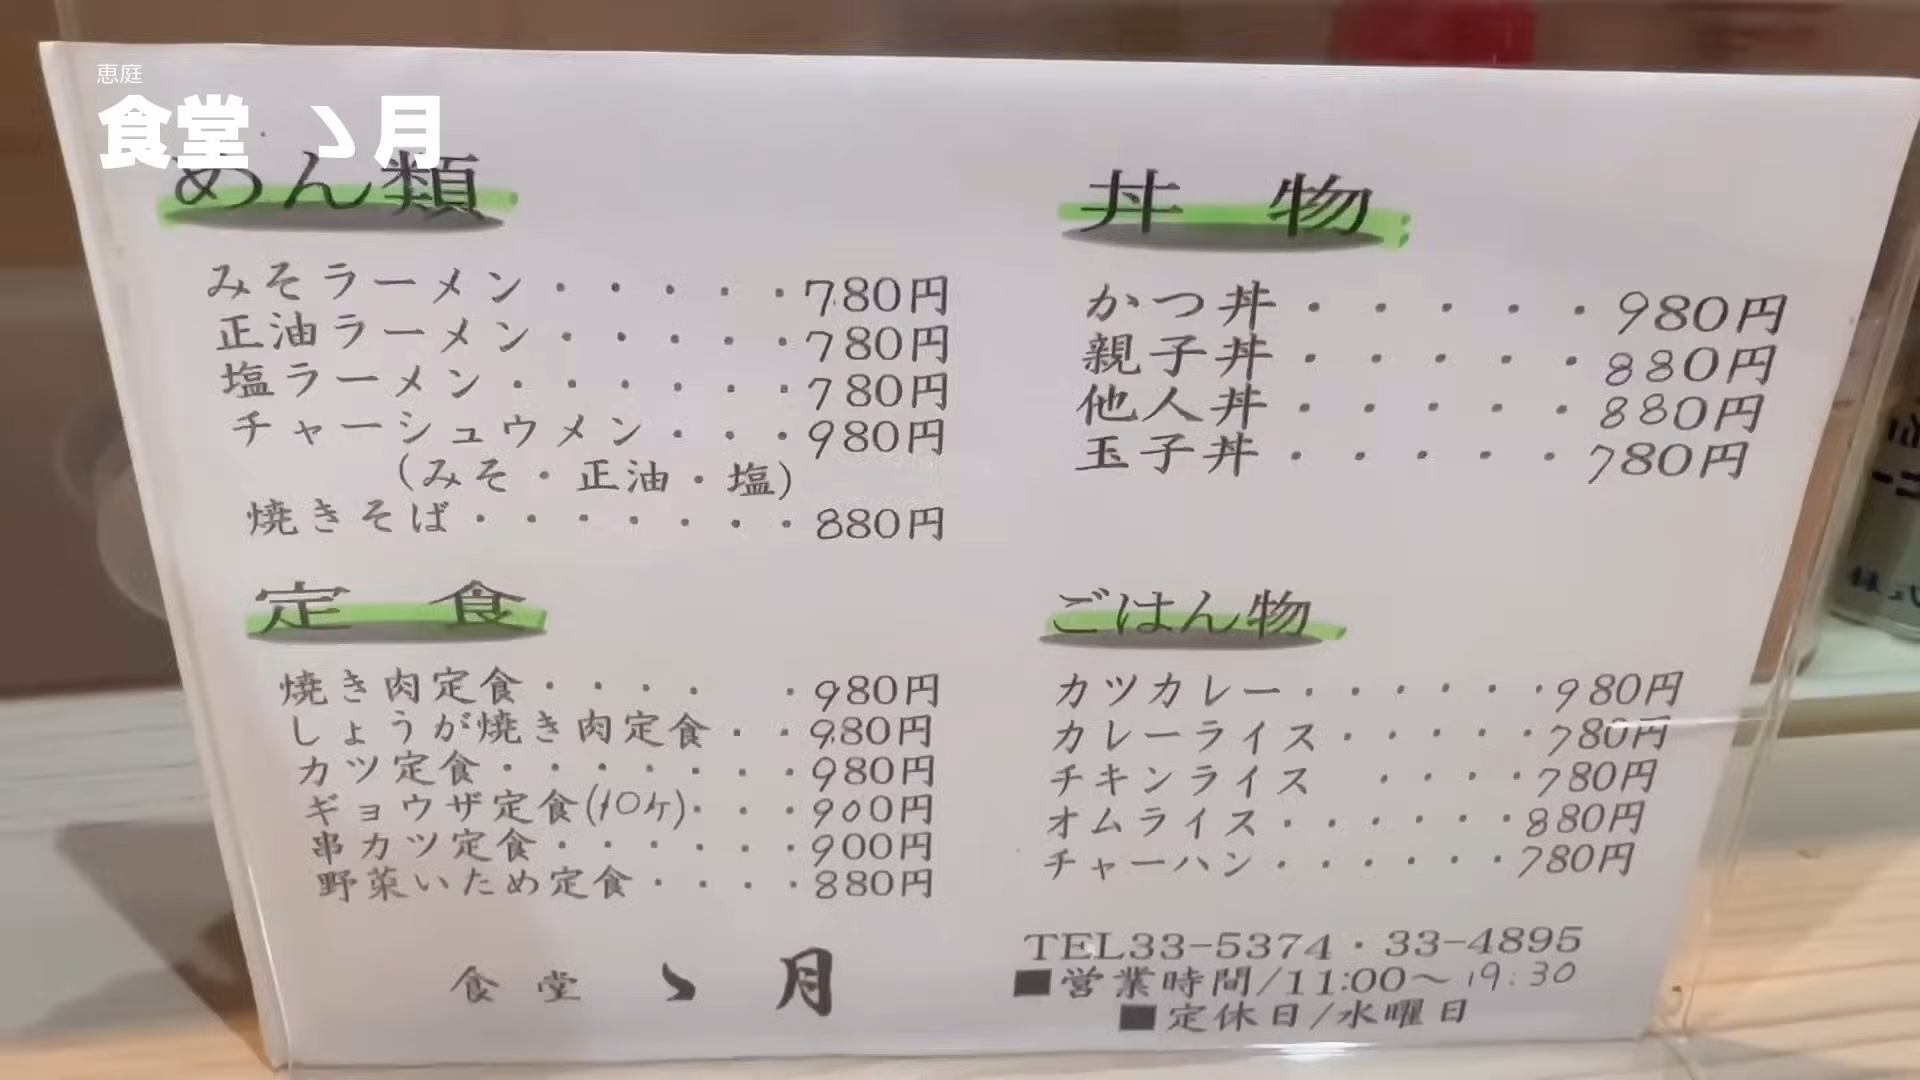 恵庭
食堂 ゝ月
めん類
みそラーメン・・・・・780円
正油ラーメン・・・・・780円
塩ラーメン・・・・・・780円
チャーシュウメン・・・980円
(みそ・正油・塩)
焼きそば・・・・・・・880円
定 食
焼き肉定食・・・・ ・980円
しょうが焼き肉定食・・980円
カツ定食・・・・・・・980円
ギョウザ定食(10ヶ)・・・900円
串カツ定食・・・・・・900円
野菜いため定食・・・・880円
食堂 ゝ月
丼 物
かつ丼・・・・・980円
親子丼・・・・・880円
他人丼・・・・・880円
玉子丼・・・・・780円
ごはん物
カツカレー・・・・・・980円
カレーライス・・・・・780円
チキンライス ・・・・780円
オムライス・・・・・・880円
チャーハン・・・・・・780円
TEL33-5374・33-4895
■営業時間/11:00〜19:30
■定休日/水曜日